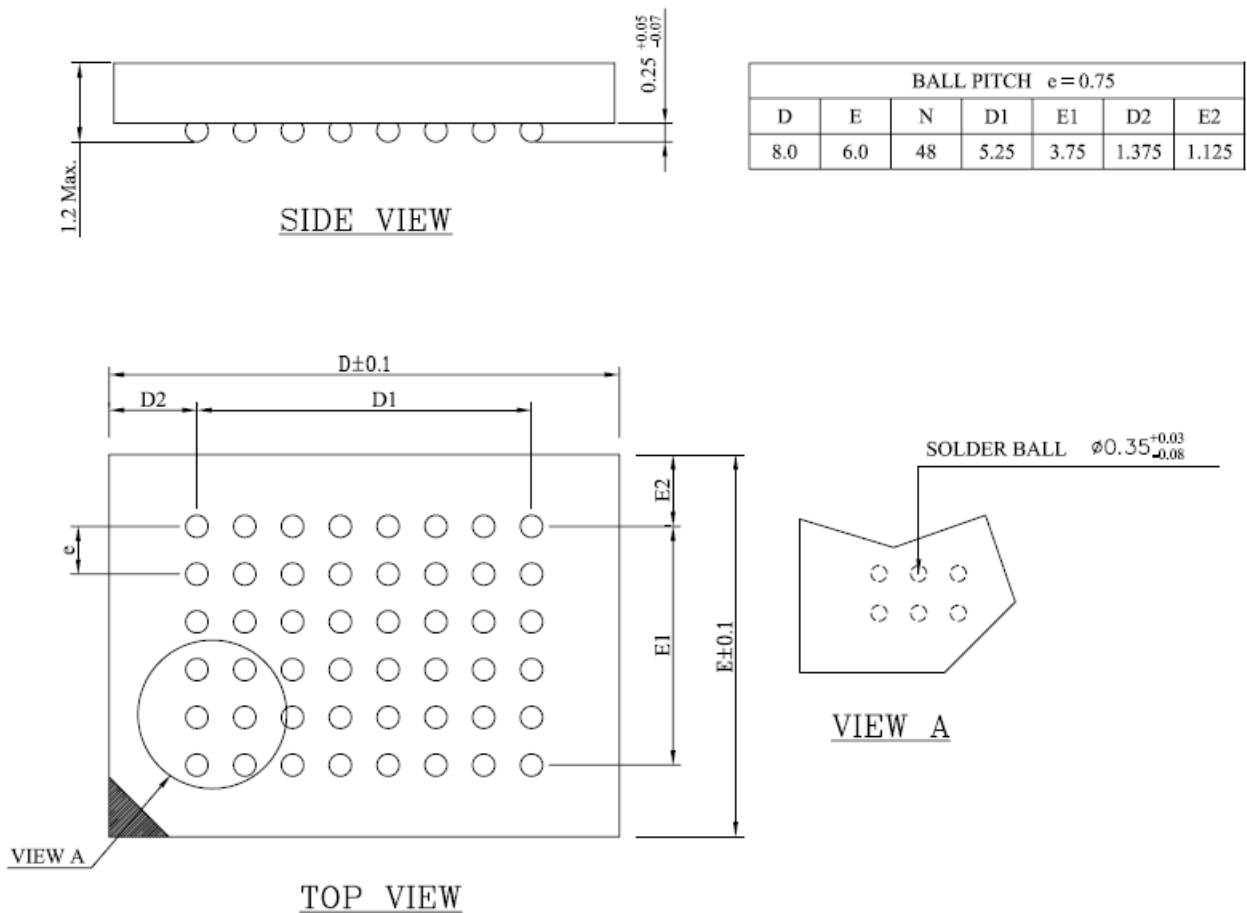 0.25 +0.05 -0.07
1.2 Max.
SIDE VIEW
BALL PITCH e=0.75
D E N D1 E1 D2 E2
8.0 6.0 48 5.25 3.75 1.375 1.125
D±0.1
D2 D1
E2
e
E1
E±0.1
VIEW A
TOP VIEW
SOLDER BALL ⌀0.35 +0.03 -0.08
VIEW A